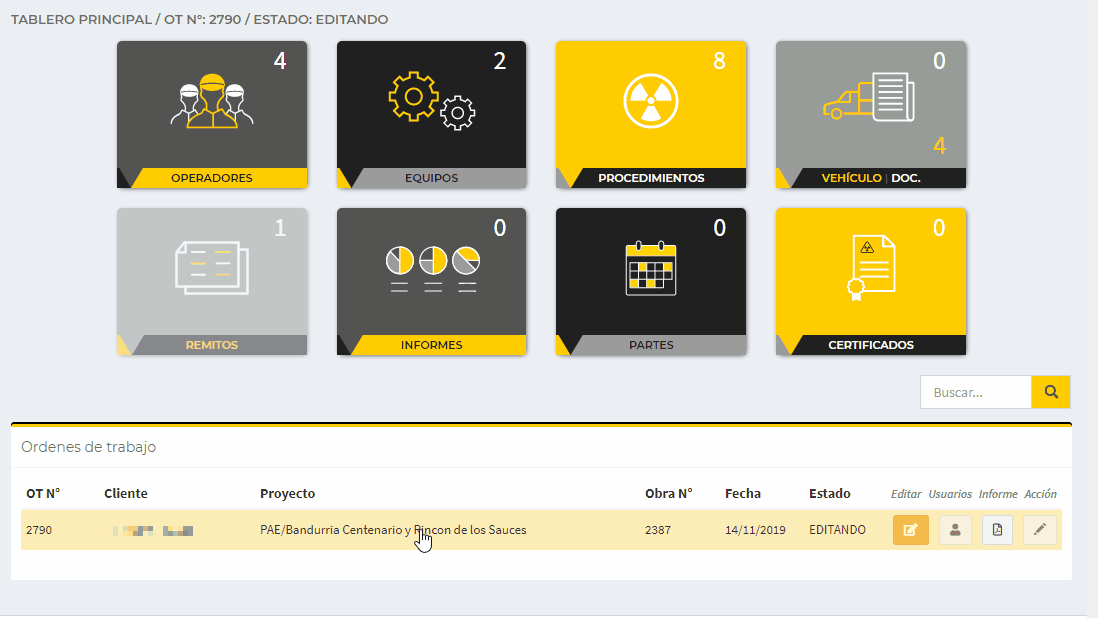 TABLERO PRINCIPAL / OT N°: 2790 / ESTADO: EDITANDO
4
OPERADORES
2
EQUIPOS
8
PROCEDIMIENTOS
0
4
VEHÍCULO | DOC.
1
REMITOS
0
INFORMES
0
PARTES
0
CERTIFICADOS
Buscar...
Ordenes de trabajo
OT N° Cliente Proyecto Obra N° Fecha Estado Editar Usuarios Informe Acción
2790 PAE/Bandurria Centenario y Rincon de los Sauces 2387 14/11/2019 EDITANDO